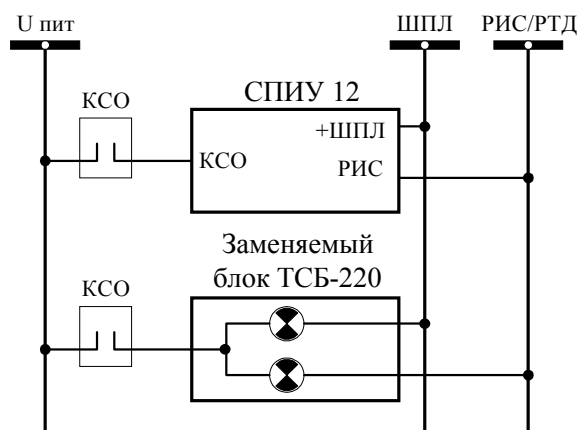 U пит
ШПЛ
РИС/РТД
КСО
СПИУ 12
+ШПЛ
КСО
РИС
Заменяемый
блок ТСБ-220
КСО